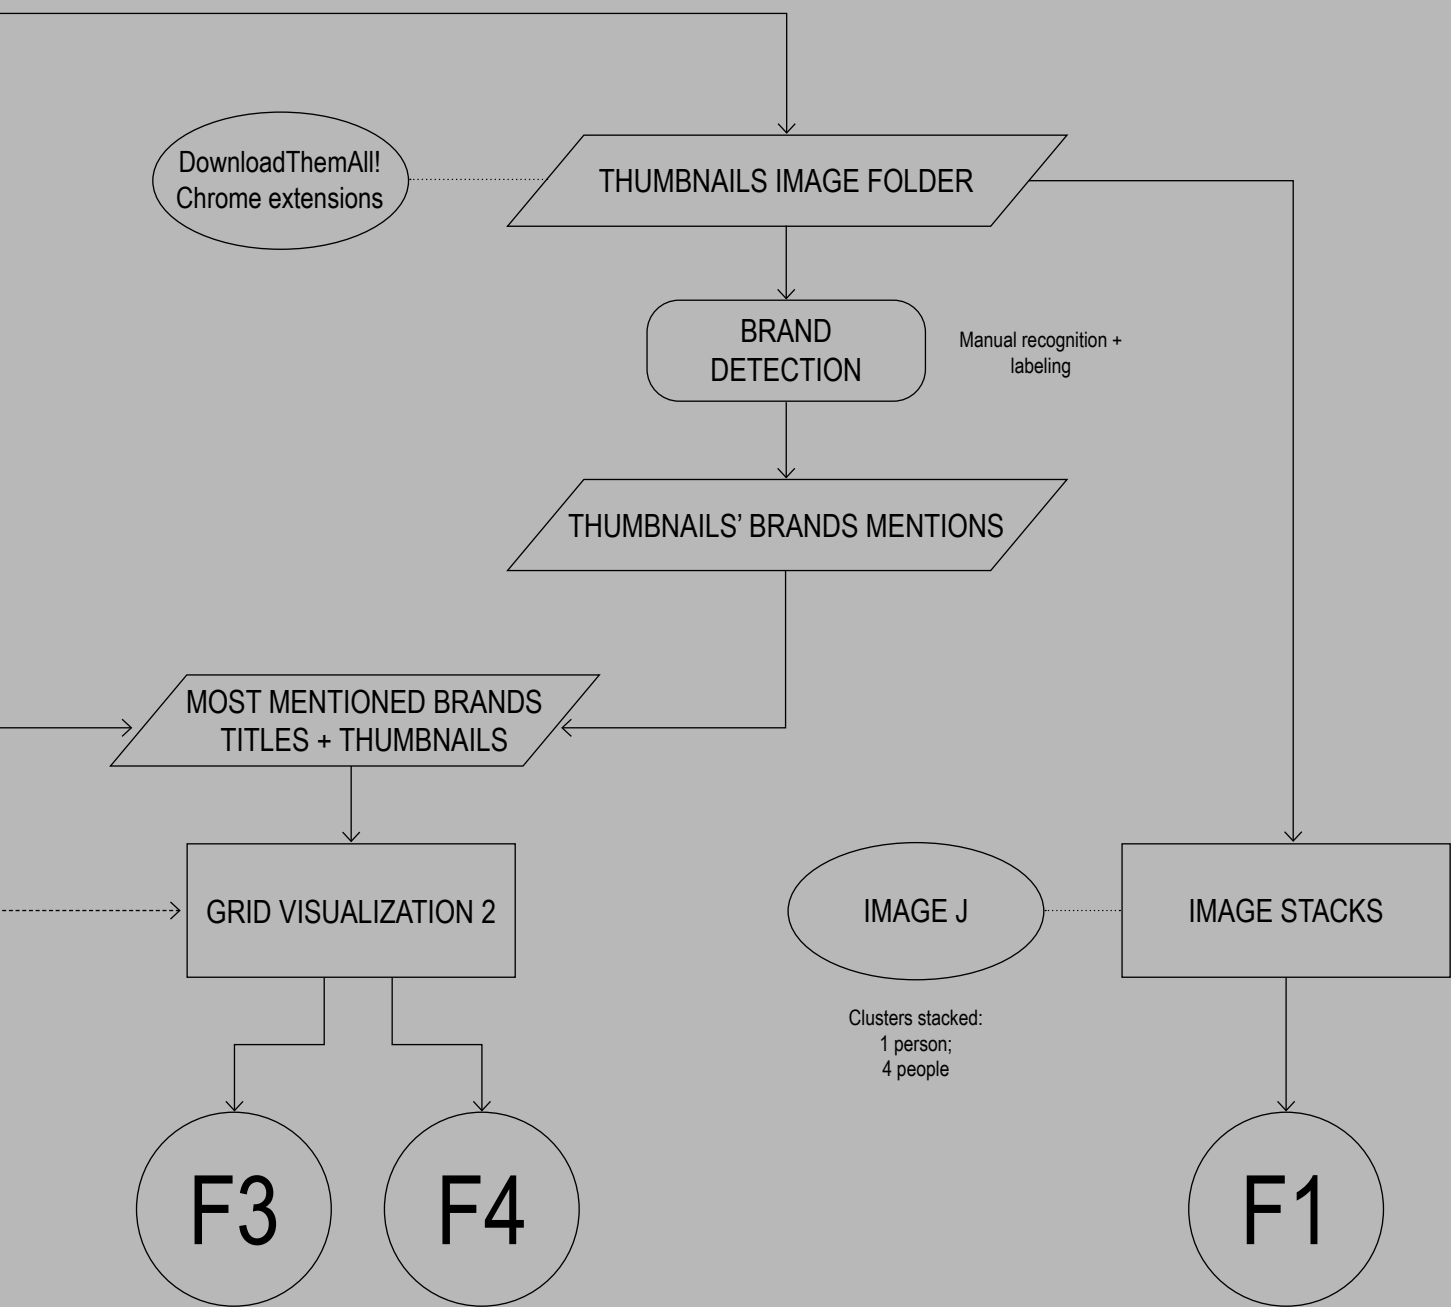 DownloadThemAll!
Chrome extensions
THUMBNAILS IMAGE FOLDER
BRAND
DETECTION
Manual recognition +
labeling
THUMBNAILS’ BRANDS MENTIONS
MOST MENTIONED BRANDS
TITLES + THUMBNAILS
GRID VISUALIZATION 2
IMAGE J
IMAGE STACKS
Clusters stacked:
1 person;
4 people
F3
F4
F1